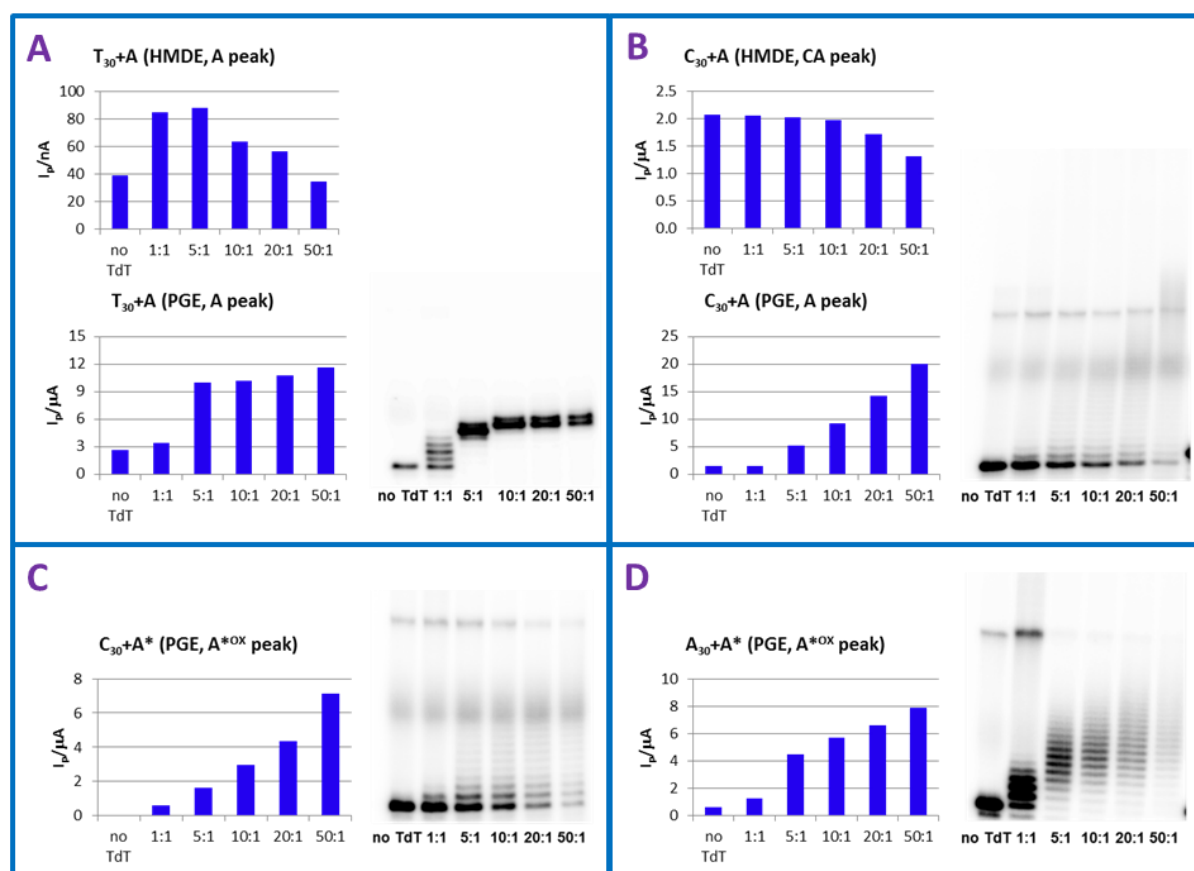 A
T₃₀+A (HMDE, A peak)
Iₚ/nA
100
80
60
40
20
0
no TdT
1:1
5:1
10:1
20:1
50:1
T₃₀+A (PGE, A peak)
Iₚ/µA
15
12
9
6
3
0
no TdT
1:1
5:1
10:1
20:1
50:1
no TdT 1:1 5:1 10:1 20:1 50:1
B
C₃₀+A (HMDE, CA peak)
Iₚ/µA
2.5
2.0
1.5
1.0
0.5
0.0
no TdT
1:1
5:1
10:1
20:1
50:1
C₃₀+A (PGE, A peak)
Iₚ/µA
25
20
15
10
5
0
no TdT
1:1
5:1
10:1
20:1
50:1
no TdT 1:1 5:1 10:1 20:1 50:1
C
C₃₀+A* (PGE, A*ᴼˣ peak)
Iₚ/µA
8
6
4
2
0
no TdT
1:1
5:1
10:1
20:1
50:1
no TdT 1:1 5:1 10:1 20:1 50:1
D
A₃₀+A* (PGE, A*ᴼˣ peak)
Iₚ/µA
10
8
6
4
2
0
no TdT
1:1
5:1
10:1
20:1
50:1
no TdT 1:1 5:1 10:1 20:1 50:1